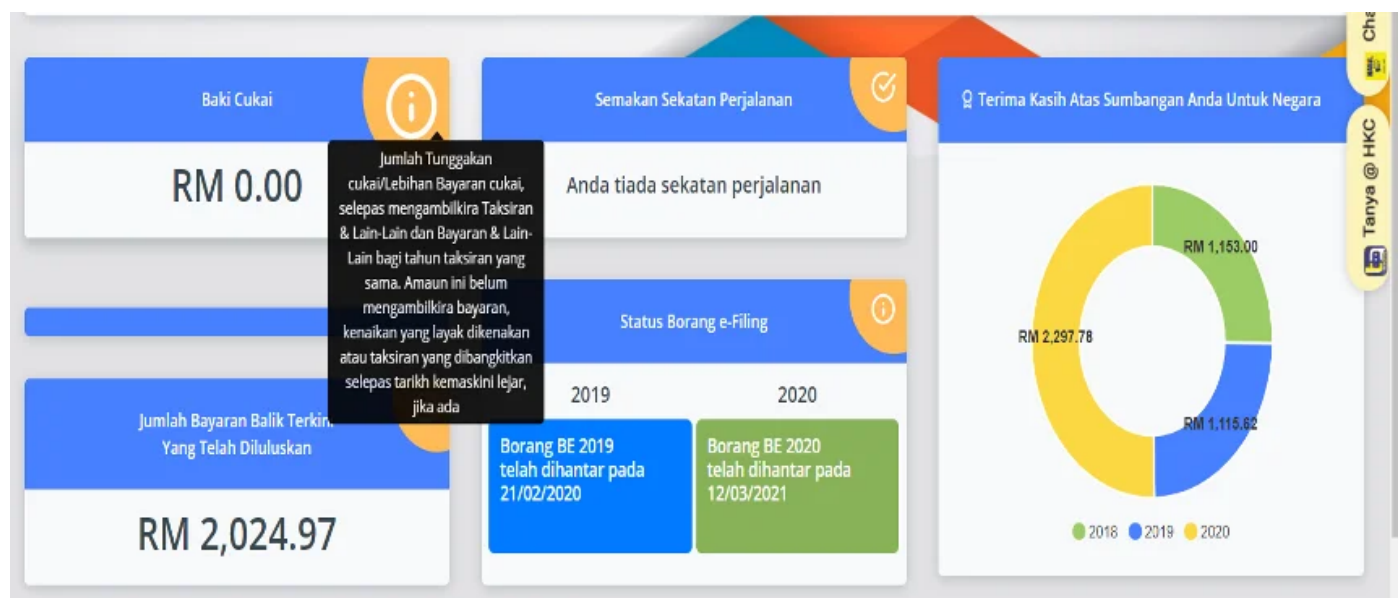 Baki Cukai
RM 0.00
Jumlah Tunggakan
cukai/Lebihan Bayaran cukai,
selepas mengambilkira Taksiran
& Lain-Lain dan Bayaran & Lain-
Lain bagi tahun taksiran yang
sama. Amaun ini belum
mengambilkira bayaran,
kenaikan yang layak dikenakan
atau taksiran yang dibangkitkan
selepas tarikh kemaskini lejar,
jika ada
Jumlah Bayaran Balik
Yang Telah Diluluskan
RM 2,024.97
Semakan Sekatan Perjalanan
Anda tiada sekatan perjalanan
Status Borang e-Filing
2019
2020
Borang BE 2019
telah dihantar pada
21/02/2020
Borang BE 2020
telah dihantar pada
12/03/2021
Terima Kasih Atas Sumbangan Anda Untuk Negara
RM 1,153.00
RM 2,297.78
RM 1,115.62
2018
2019
2020
Tanya @ HKC